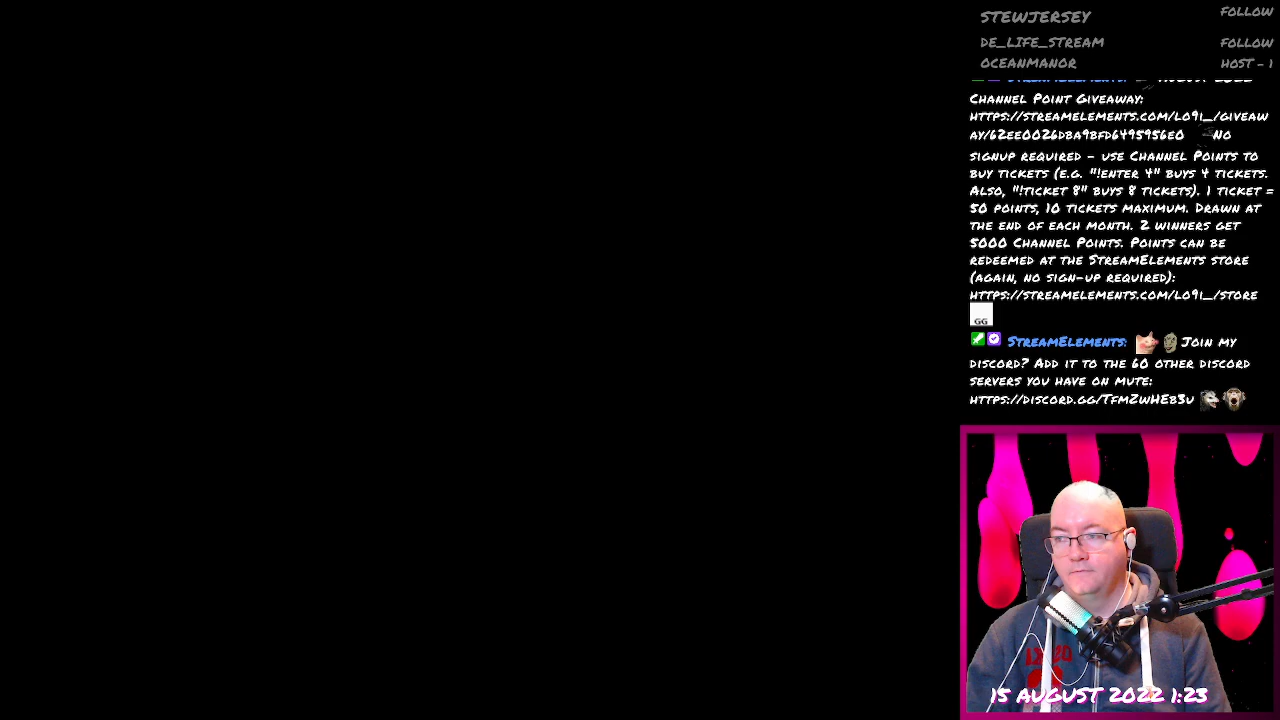 STEWJERSEY FOLLOW
DE_LIFE_STREAM FOLLOW
OCEANMANOR HOST - 1
StreamElements: August 2022
Channel Point Giveaway:
https://streamelements.com/lo9i_/giveaw
ay/62ee0026dba9bfd6495956e0 No
signup required - use Channel Points to
buy tickets (e.g. "!enter 4" buys 4 tickets.
Also, "!ticket 8" buys 8 tickets). 1 ticket =
50 points, 10 tickets maximum. Drawn at
the end of each month. 2 winners get
5000 Channel Points. Points can be
redeemed at the StreamElements store
(again, no sign-up required):
https://streamelements.com/lo9i_/store
GG
StreamElements: Join my
discord? Add it to the 60 other discord
servers you have on mute:
https://discord.gg/TfmZwHEb3u
15 AUGUST 2022 1:23